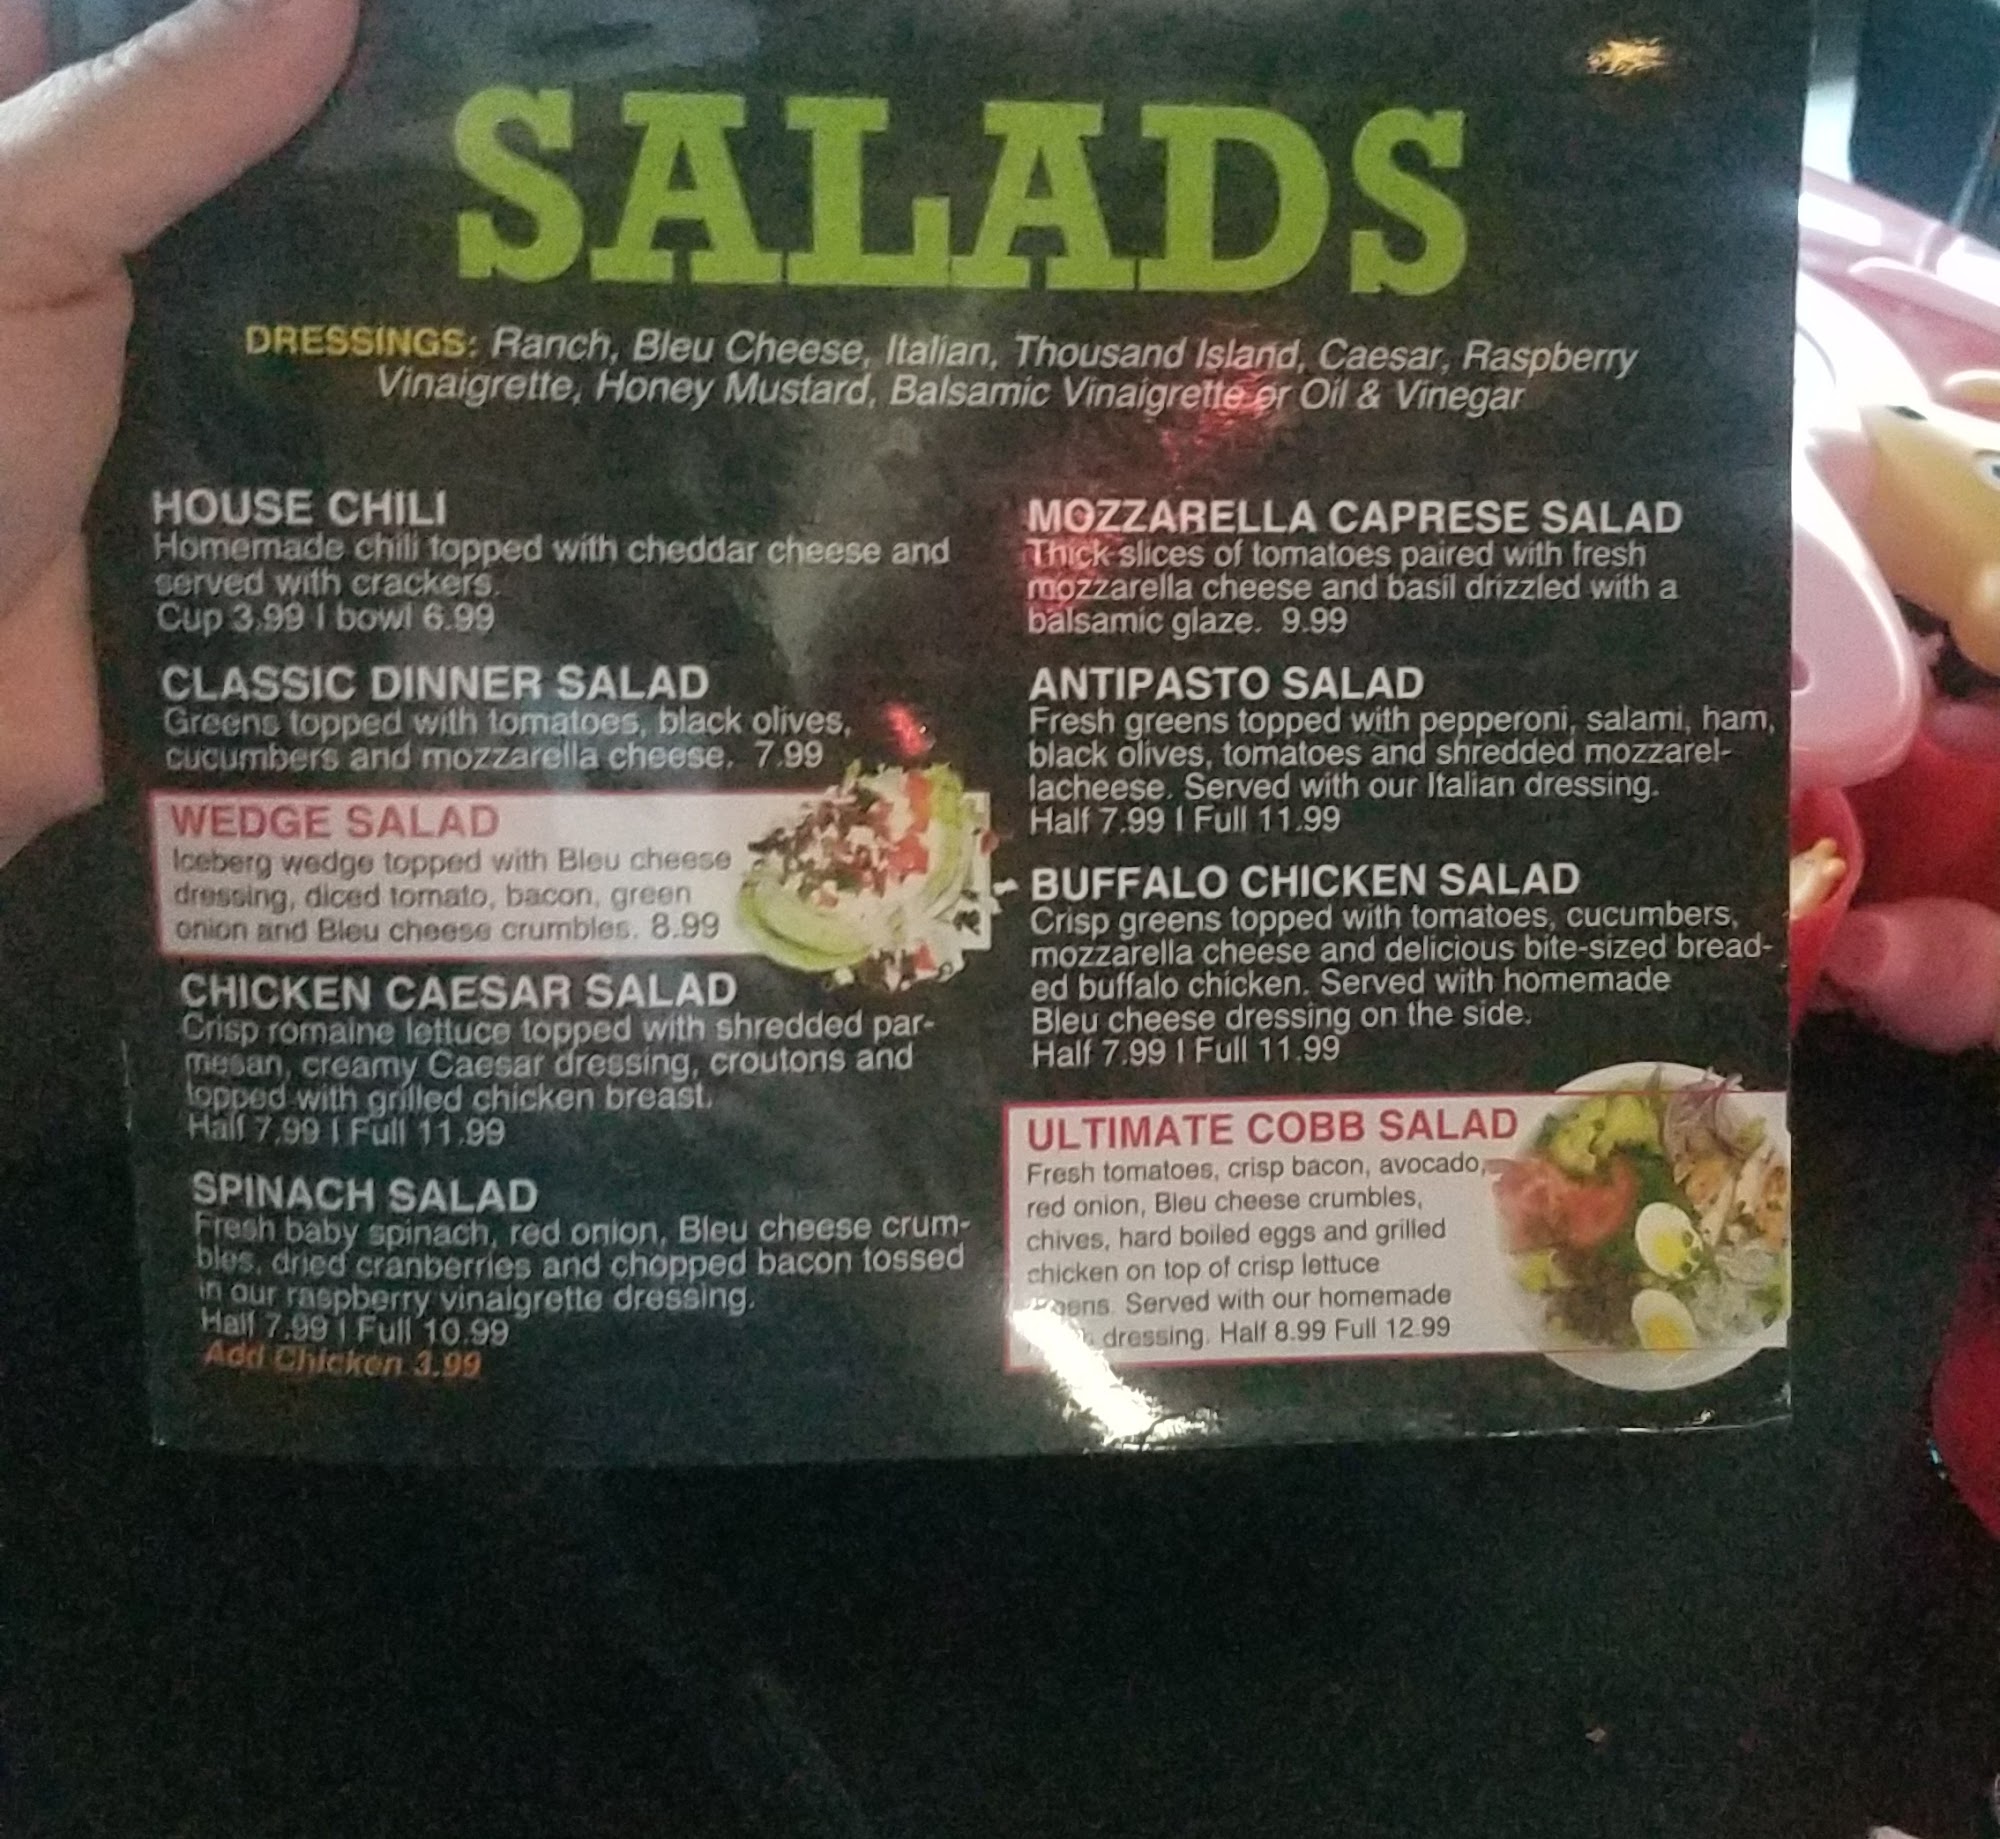 SALADS
DRESSINGS: Ranch, Bleu Cheese, Italian, Thousand Island, Caesar, Raspberry
Vinaigrette, Honey Mustard, Balsamic Vinaigrette or Oil & Vinegar
HOUSE CHILI
Homemade chili topped with cheddar cheese and
served with crackers.
Cup 3.99 I bowl 6.99
CLASSIC DINNER SALAD
Greens topped with tomatoes, black olives,
cucumbers and mozzarella cheese. 7.99
WEDGE SALAD
Iceberg wedge topped with Bleu cheese
dressing, diced tomato, bacon, green
onion and Bleu cheese crumbles. 8.99
CHICKEN CAESAR SALAD
Crisp romaine lettuce topped with shredded par-
mesan, creamy Caesar dressing, croutons and
topped with grilled chicken breast.
Half 7.99 I Full 11.99
SPINACH SALAD
Fresh baby spinach, red onion, Bleu cheese crum-
bles, dried cranberries and chopped bacon tossed
in our raspberry vinaigrette dressing.
Half 7.99 I Full 10.99
Add Chicken 3.99
MOZZARELLA CAPRESE SALAD
Thick slices of tomatoes paired with fresh
mozzarella cheese and basil drizzled with a
balsamic glaze. 9.99
ANTIPASTO SALAD
Fresh greens topped with pepperoni, salami, ham,
black olives, tomatoes and shredded mozzarel-
lacheese. Served with our Italian dressing.
Half 7.99 I Full 11.99
BUFFALO CHICKEN SALAD
Crisp greens topped with tomatoes, cucumbers,
mozzarella cheese and delicious bite-sized bread-
ed buffalo chicken. Served with homemade
Bleu cheese dressing on the side.
Half 7.99 I Full 11.99
ULTIMATE COBB SALAD
Fresh tomatoes, crisp bacon, avocado,
red onion, Bleu cheese crumbles,
chives, hard boiled eggs and grilled
chicken on top of crisp lettuce
Served with our homemade
dressing. Half 8.99 Full 12.99